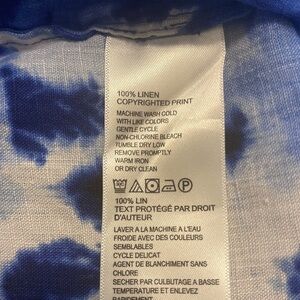 100% LINEN
COPYRIGHTED PRINT
MACHINE WASH COLD
WITH LIKE COLORS
GENTLE CYCLE
NON-CHLORINE BLEACH
TUMBLE DRY LOW
REMOVE PROMPTLY
WARM IRON
OR DRY CLEAN
100% LIN
TEXT PROTÉGÉ PAR DROIT
D'AUTEUR
LAVER A LA MACHINE A L'EAU
FROIDE AVEC DES COULEURS
SEMBLABLES
CYCLE DELICAT
AGENT DE BLANCHIMENT SANS
CHLORE
SECHER PAR CULBUTAGE A BASSE
TEMPERATURE ET ENLEVEZ
RAPIDEMENT